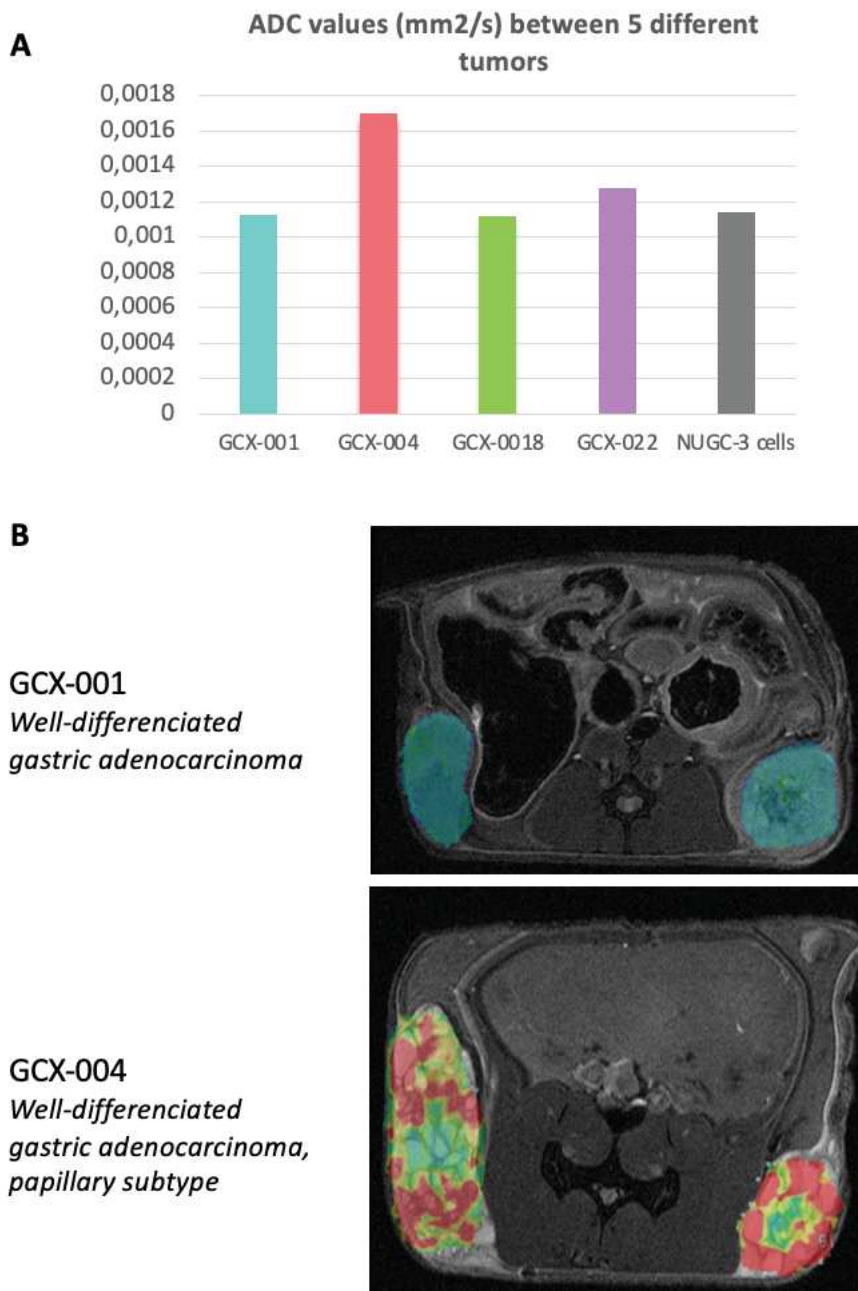 A
ADC values (mm2/s) between 5 different
tumors
0,0018
0,0016
0,0014
0,0012
0,001
0,0008
0,0006
0,0004
0,0002
0
GCX-001 GCX-004 GCX-0018 GCX-022 NUGC-3 cells
B
GCX-001
Well-differenciated
gastric adenocarcinoma
GCX-004
Well-differenciated
gastric adenocarcinoma,
papillary subtype